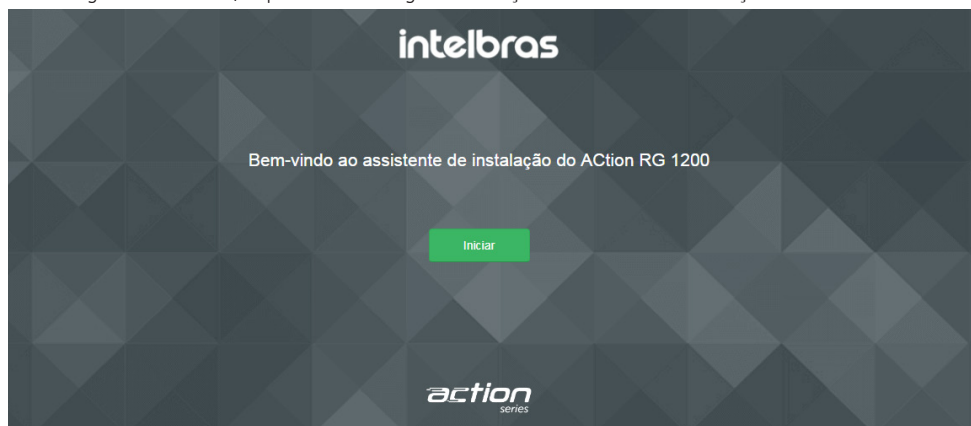 intelbras
Bem-vindo ao assistente de instalação do ACtion RG 1200
Iniciar
action
series